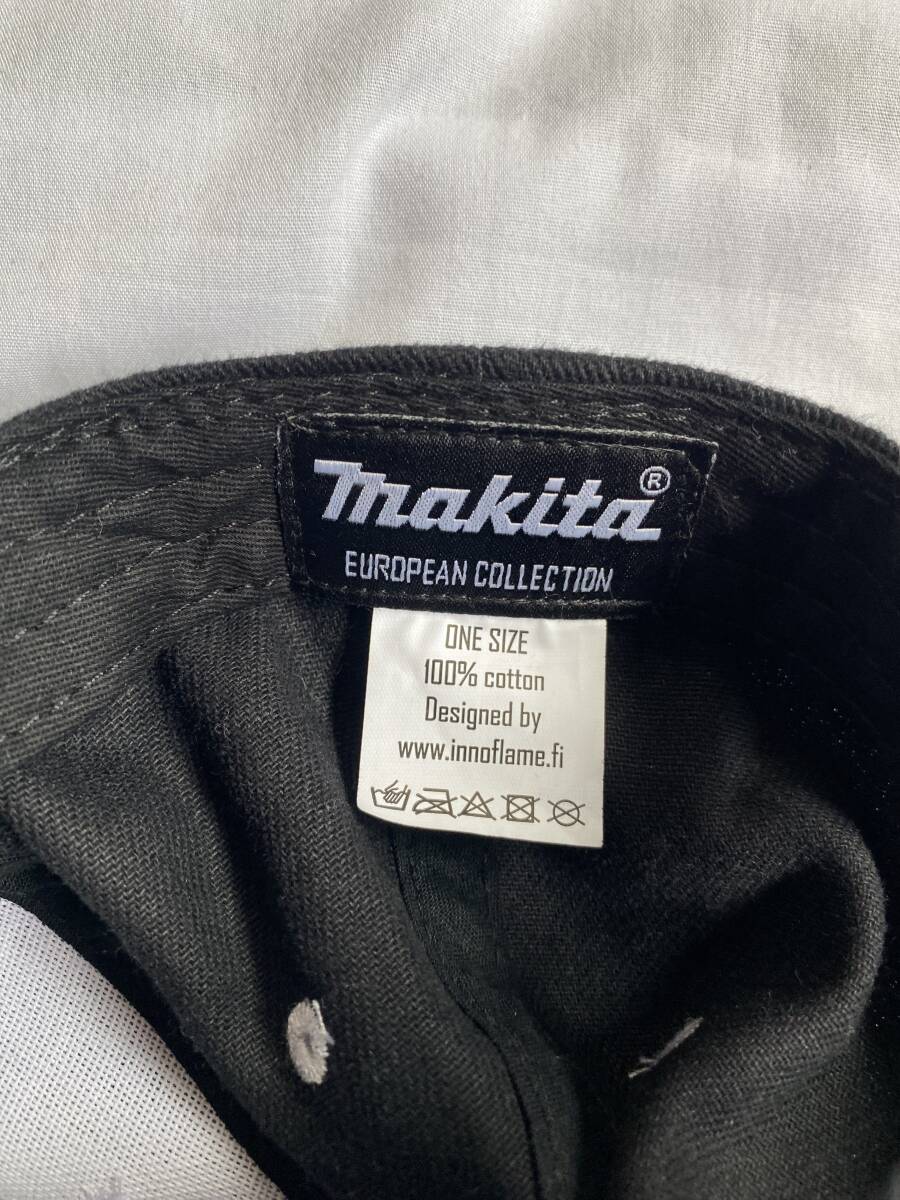 makita®
EUROPEAN COLLECTION
ONE SIZE
100% cotton
Designed by
www.innoflame.fi